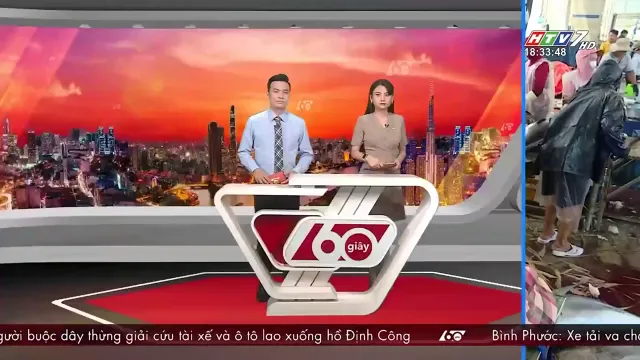 HTV7 HD
18:33:48
60 giây
gười buộc dây thừng giải cứu tài xế và ô tô lao xuống hồ Định Công 60 Bình Phước: Xe tải va ch